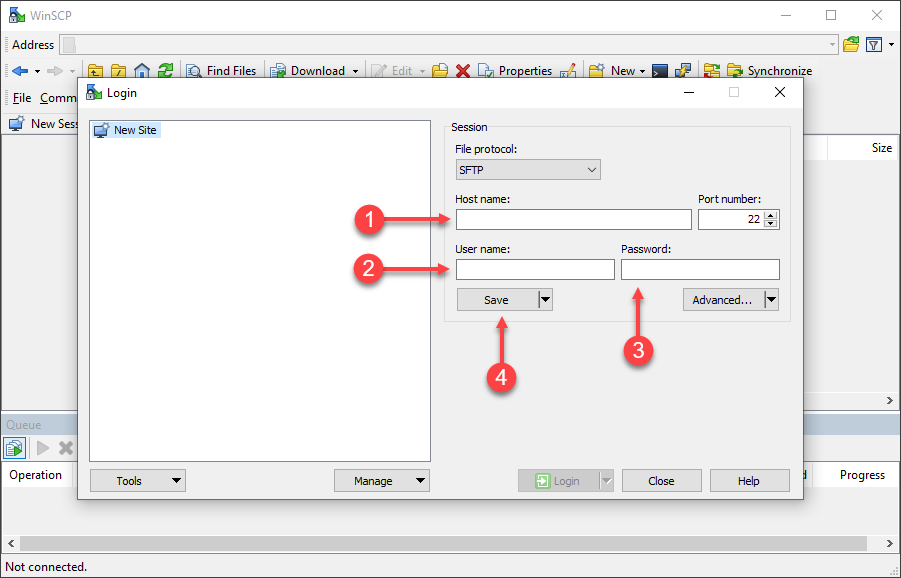 WinSCP
Address
Find Files Download Edit Properties New Synchronize
File Comm
Login
New Sess
New Site
Session
Size
File protocol:
SFTP
Host name: Port number:
1
22
User name: Password:
2
Save Advanced...
3
4
Queue
Operation
Progress
Tools Manage Login Close Help
Not connected.